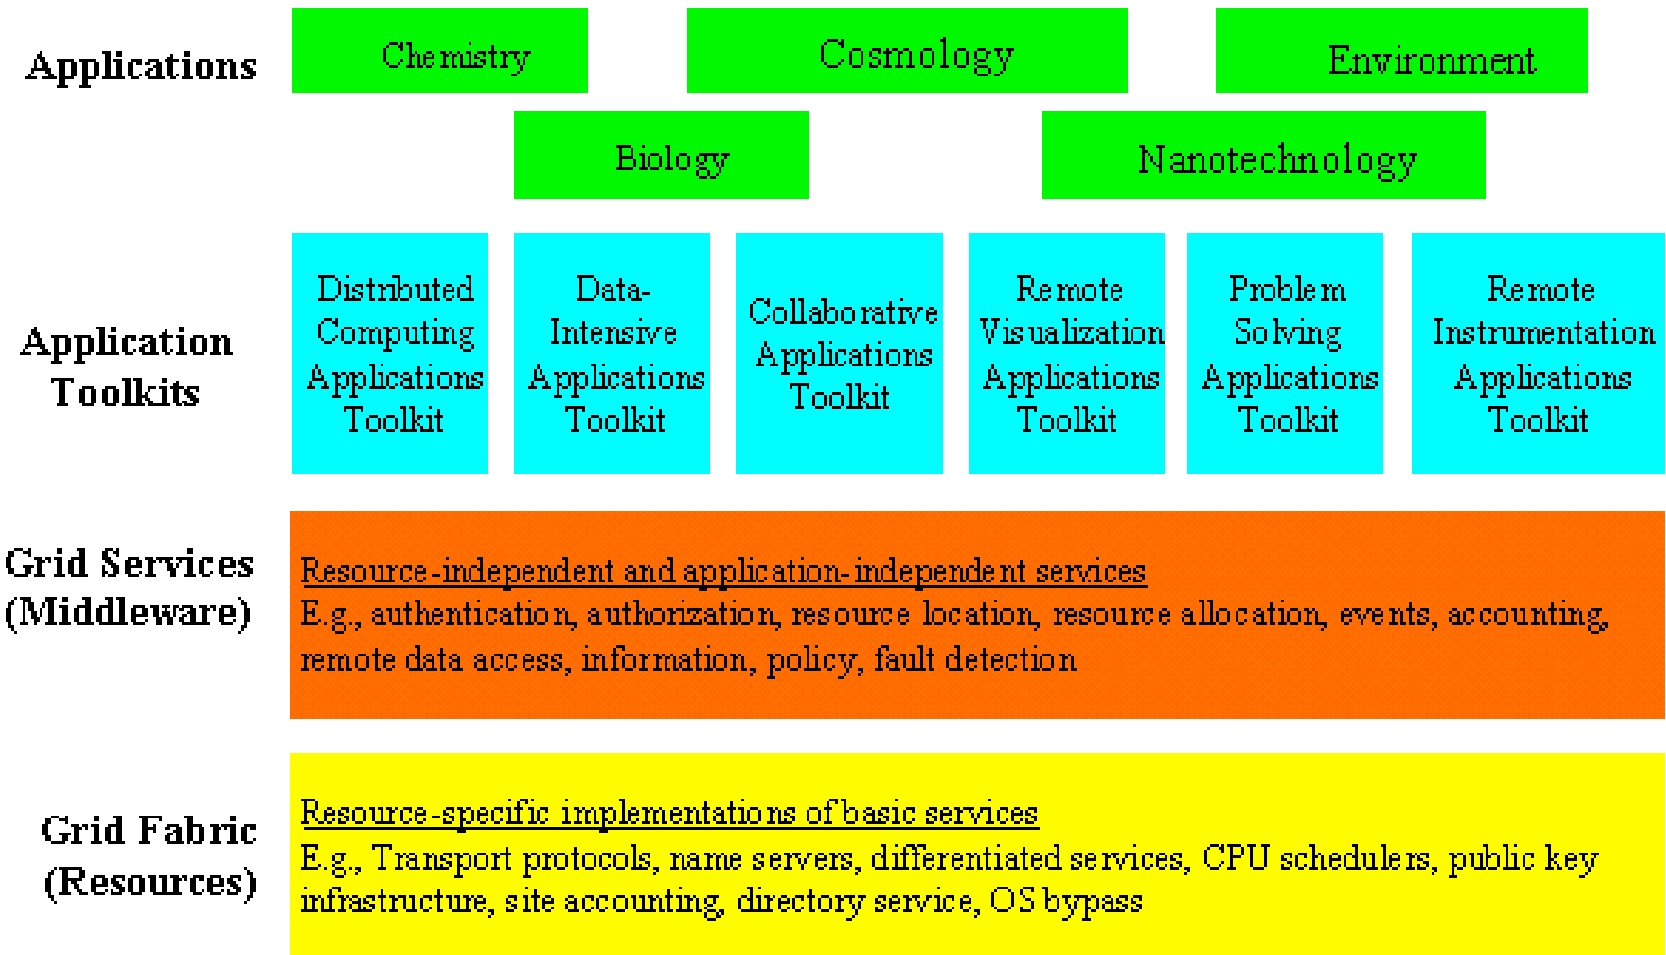 Applications
Chemistry
Cosmology
Environment
Biology
Nanotechnology
Application
Toolkits
Distributed
Computing
Applications
Toolkit
Data-
Intensive
Applications
Toolkit
Collaborative
Applications
Toolkit
Remote
Visualization
Applications
Toolkit
Problem
Solving
Applications
Toolkit
Remote
Instrumentation
Applications
Toolkit
Grid Services
(Middleware)
Resource-independent and application-independent services
E.g., authentication, authorization, resource location, resource allocation, events, accounting,
remote data access, information, policy, fault detection
Grid Fabric
(Resources)
Resource-specific implementations of basic services
E.g., Transport protocols, name servers, differentiated services, CPU schedulers, public key
infrastructure, site accounting, directory service, OS bypass